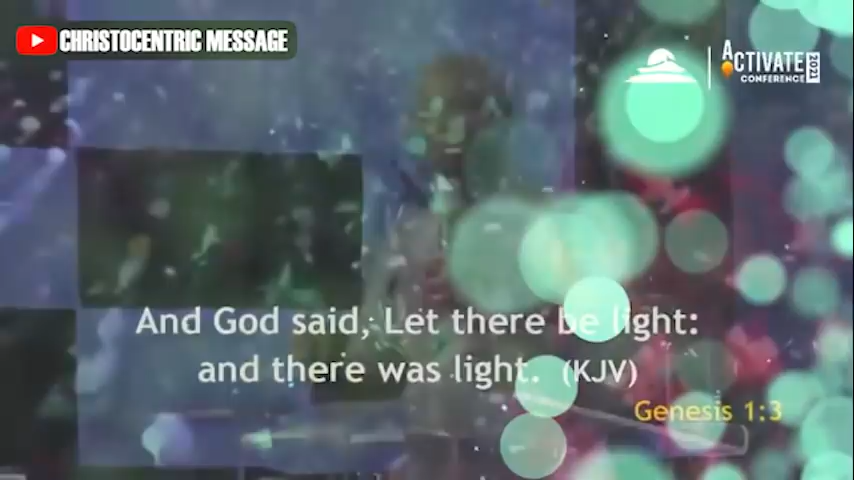 CHRISTOCENTRIC MESSAGE
ACTIVATE
CONFERENCE 2021
And God said, Let there be light:
and there was light. (KJV)
Genesis 1:3